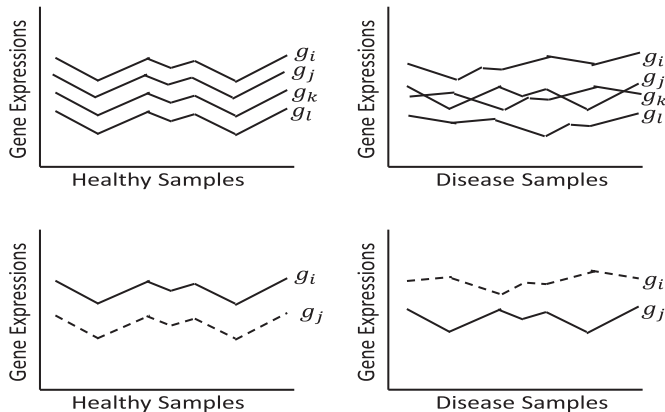 Gene Expressions
g_i
g_j
g_k
g_l
Healthy Samples
Gene Expressions
g_i
g_j
g_k
g_l
Disease Samples
Gene Expressions
g_i
g_j
Healthy Samples
Gene Expressions
g_i
g_j
Disease Samples